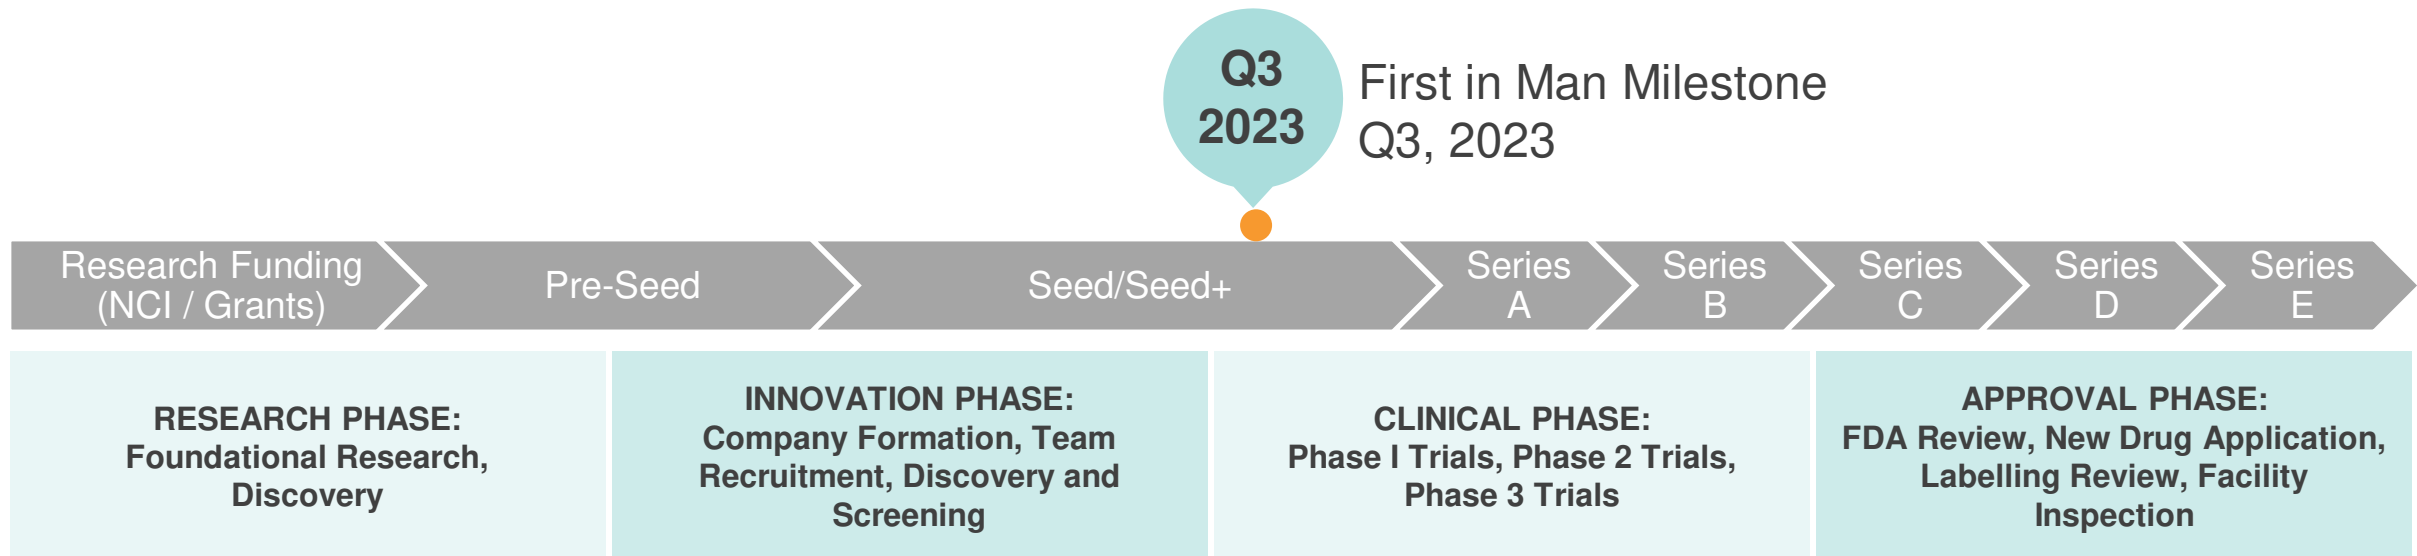 Q3
2023
First in Man Milestone
Q3, 2023
Research Funding
(NCI / Grants)
Pre-Seed
Seed/Seed+
Series
A
Series
B
Series
C
Series
D
Series
E
RESEARCH PHASE:
Foundational Research,
Discovery
INNOVATION PHASE:
Company Formation, Team
Recruitment, Discovery and
Screening
CLINICAL PHASE:
Phase I Trials, Phase 2 Trials,
Phase 3 Trials
APPROVAL PHASE:
FDA Review, New Drug Application,
Labelling Review, Facility
Inspection